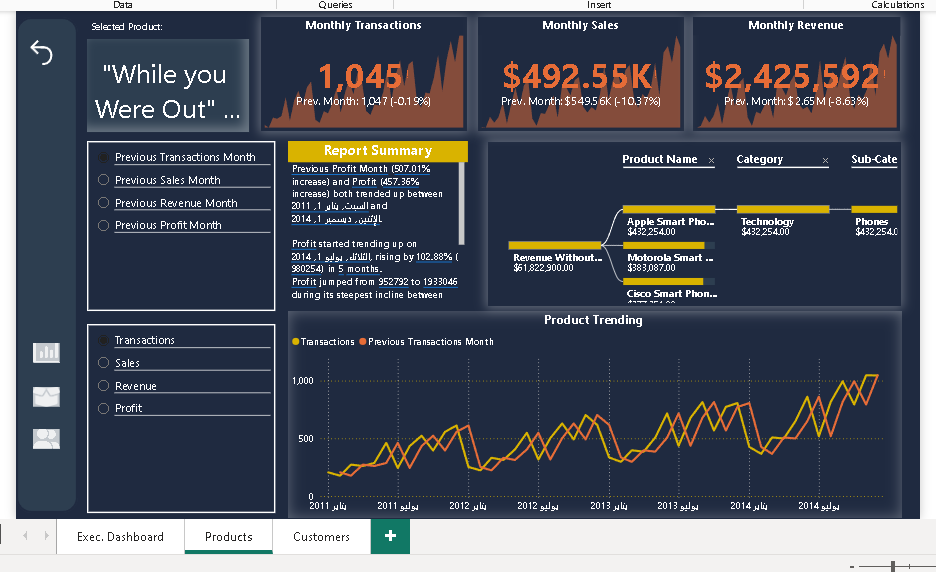 Data
Queries
Insert
Calculations
Selected Product:
"While you
Were Out" ...
Monthly Transactions
1,045
Prev. Month: 1,047 (-0.19%)
Monthly Sales
$492.55K
Prev. Month: $549.56K (-10.37%)
Monthly Revenue
$2,425,592
Prev. Month: $2.65M (-8.63%)
Previous Transactions Month
Previous Sales Month
Previous Revenue Month
Previous Profit Month
Report Summary
Previous Profit Month (507.01%
increase) and Profit (457.36%
increase) both trended up between
السبت, يناير 1, 2011 and
الإثنين, ديسمبر 1, 2014.
Profit started trending up on
الثلاثاء, يوليو 1, 2014, rising by 102.88% (
980254) in 5 months.
Profit jumped from 952792 to 1933046
during its steepest incline between
Product Name ×
Category ×
Sub-Cate
Revenue Without...
$61,822,900.00
Apple Smart Pho...
$432,254.00
Technology
$432,254.00
Phones
$432,254.0
Motorola Smart ...
$383,087.00
Cisco Smart Phon...
Transactions
Sales
Revenue
Profit
Product Trending
Transactions
Previous Transactions Month
1,000
500
0
يناير 2011
يوليو 2011
يناير 2012
يوليو 2012
يناير 2013
يوليو 2013
يناير 2014
يوليو 2014
Exec. Dashboard
Products
Customers
+